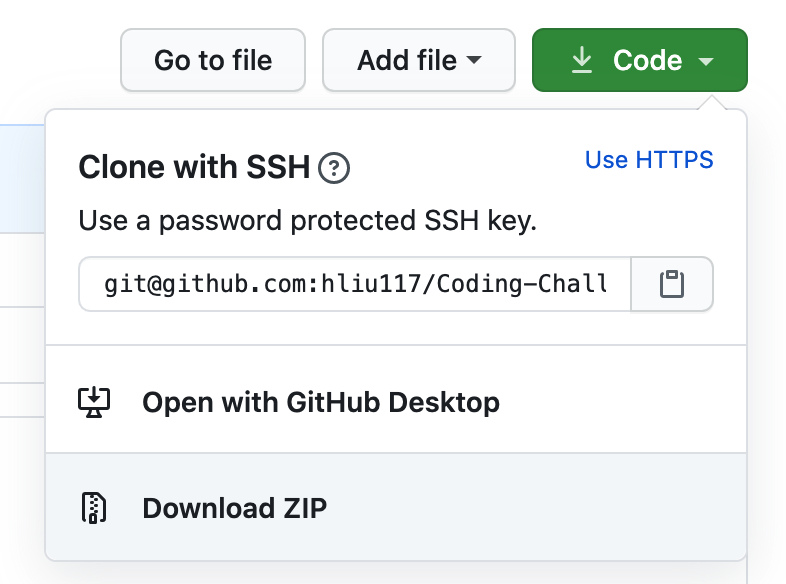 Go to file
Add file
Code
Clone with SSH ?
Use HTTPS
Use a password protected SSH key.
git@github.com:hliu117/Coding-Chall
Open with GitHub Desktop
Download ZIP